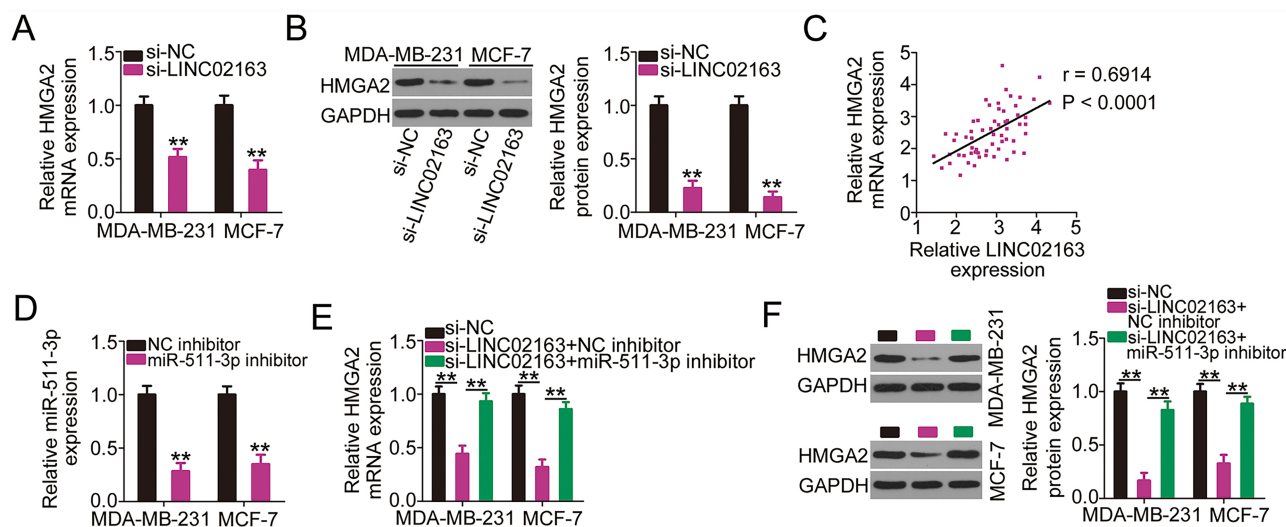 A
Relative HMGA2
mRNA expression
1.5
1.0
0.5
0.0
si-NC
si-LINC02163
**
**
MDA-MB-231
MCF-7
B
MDA-MB-231
MCF-7
HMGA2
GAPDH
si-NC
si-LINC02163
si-NC
si-LINC02163
Relative HMGA2
protein expression
1.5
1.0
0.5
0.0
si-NC
si-LINC02163
**
**
MDA-MB-231
MCF-7
C
Relative HMGA2
mRNA expression
5
4
3
2
1
0
r = 0.6914
P < 0.0001
1
2
3
4
5
Relative LINC02163
expression
D
Relative miR-511-3p
expression
1.5
1.0
0.5
0.0
NC inhibitor
miR-511-3p inhibitor
**
**
MDA-MB-231
MCF-7
E
Relative HMGA2
mRNA expression
1.5
1.0
0.5
0.0
si-NC
si-LINC02163+NC inhibitor
si-LINC02163+miR-511-3p inhibitor
**
**
**
**
MDA-MB-231
MCF-7
F
HMGA2
GAPDH
MDA-MB-231
HMGA2
GAPDH
MCF-7
Relative HMGA2
protein expression
1.5
1.0
0.5
0.0
si-NC
si-LINC02163+
NC inhibitor
si-LINC02163+
miR-511-3p inhibitor
**
**
**
**
MDA-MB-231
MCF-7